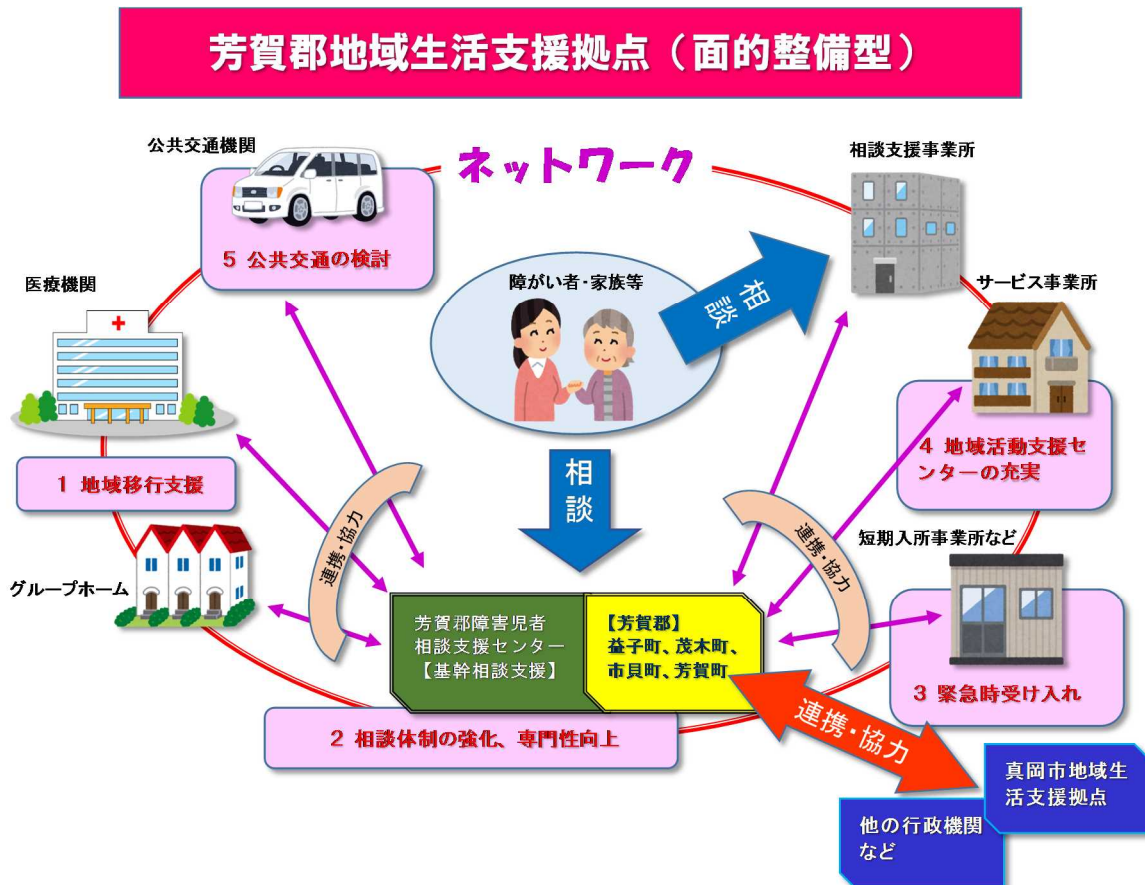 芳賀郡地域生活支援拠点（面的整備型）
公共交通機関
ネットワーク
相談支援事業所
5 公共交通の検討
障がい者・家族等
相談
サービス事業所
医療機関
4 地域活動支援セ
ンターの充実
1 地域移行支援
相談
連携・協力
連携・協力
短期入所事業所など
グループホーム
芳賀郡障害児者
相談支援センター
【基幹相談支援】
【芳賀郡】
益子町、茂木町、
市貝町、芳賀町
3 緊急時受け入れ
2 相談体制の強化、専門性向上
連携・協力
真岡市地域生
活支援拠点
他の行政機関
など